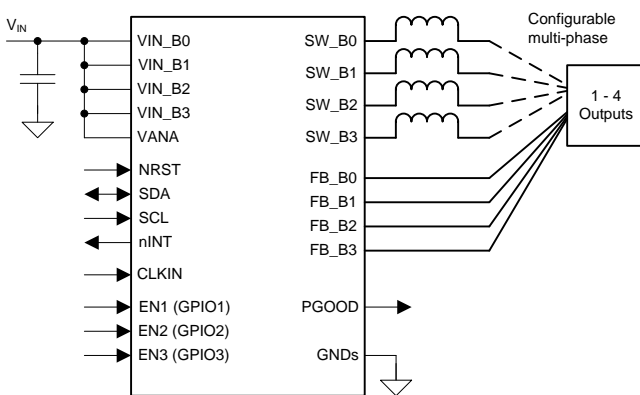 VIN
VIN_B0
VIN_B1
VIN_B2
VIN_B3
VANA
NRST
SDA
SCL
nINT
CLKIN
EN1 (GPIO1)
EN2 (GPIO2)
EN3 (GPIO3)
SW_B0
SW_B1
SW_B2
SW_B3
FB_B0
FB_B1
FB_B2
FB_B3
PGOOD
GNDs
Configurable
multi-phase
1 - 4
Outputs